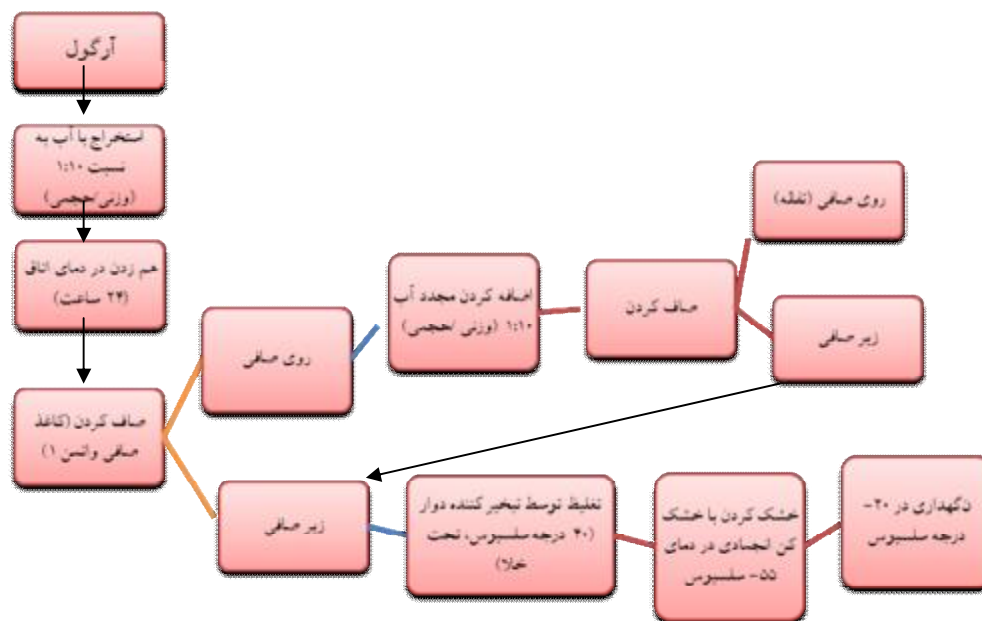 آرگول
استخراج با آب به
نسبت ۱:۱۰
(وزنی/حجمی)
هم زدن در دمای اتاق
(۲۴ ساعت)
صاف کردن (کاغذ
صافی واتمن ۱)
روی صافی
اضافه کردن مجدد آب
۱:۱۰ (وزنی /حجمی)
صاف کردن
روی صافی (تفاله)
زیر صافی
زیر صافی
تغلیظ توسط تبخیر کننده دوار
(۴۰ درجه سلسیوس، تحت
خلا)
خشک کردن با خشک
کن انجمادی در دمای
۵۵- سلسیوس
نگهداری در ۲۰-
درجه سلسیوس